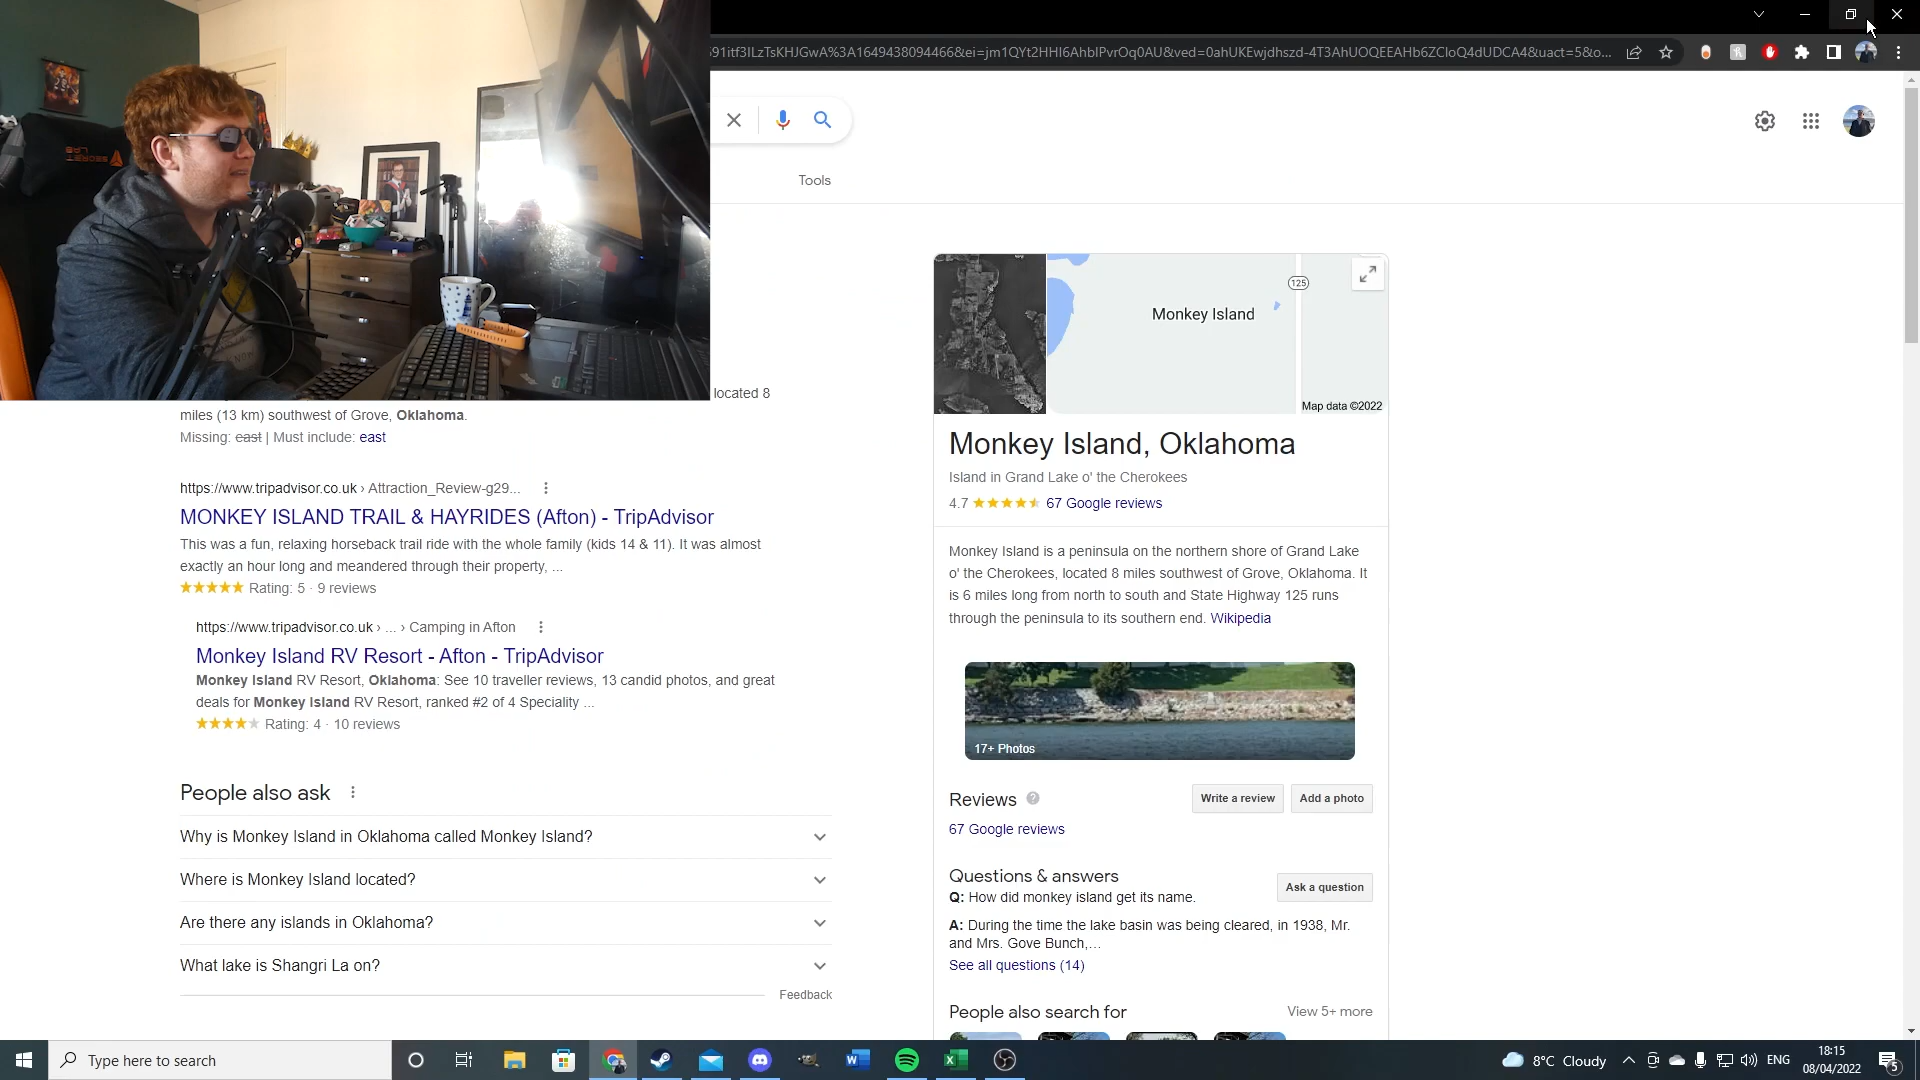 591itf3ILzTsKHJGwA%3A1649438094466&ei=jm1QYt2HHI6AhbIPvrOq0AU&ved=0ahUKEwjdhszd-4T3AhUOQEEAHb6ZCloQ4dUDCA4&uact=5&o...
Tools
SECRET LAB
located 8
miles (13 km) southwest of Grove, Oklahoma.
Missing: east | Must include: east
https://www.tripadvisor.co.uk › Attraction_Review-g29...
MONKEY ISLAND TRAIL & HAYRIDES (Afton) - TripAdvisor
This was a fun, relaxing horseback trail ride with the whole family (kids 14 & 11). It was almost
exactly an hour long and meandered through their property, ...
Rating: 5 · 9 reviews
https://www.tripadvisor.co.uk › ... › Camping in Afton
Monkey Island RV Resort - Afton - TripAdvisor
Monkey Island RV Resort, Oklahoma: See 10 traveller reviews, 13 candid photos, and great
deals for Monkey Island RV Resort, ranked #2 of 4 Speciality ...
Rating: 4 · 10 reviews
People also ask
Why is Monkey Island in Oklahoma called Monkey Island?
Where is Monkey Island located?
Are there any islands in Oklahoma?
What lake is Shangri La on?
Feedback
125
Monkey Island
Map data ©2022
Monkey Island, Oklahoma
Island in Grand Lake o' the Cherokees
4.7 67 Google reviews
Monkey Island is a peninsula on the northern shore of Grand Lake
o' the Cherokees, located 8 miles southwest of Grove, Oklahoma. It
is 6 miles long from north to south and State Highway 125 runs
through the peninsula to its southern end. Wikipedia
17+ Photos
Reviews
Write a review
Add a photo
67 Google reviews
Questions & answers
Ask a question
Q: How did monkey island get its name.
A: During the time the lake basin was being cleared, in 1938, Mr.
and Mrs. Gove Bunch,...
See all questions (14)
People also search for
View 5+ more
Type here to search
8°C Cloudy
ENG
18:15
08/04/2022
5